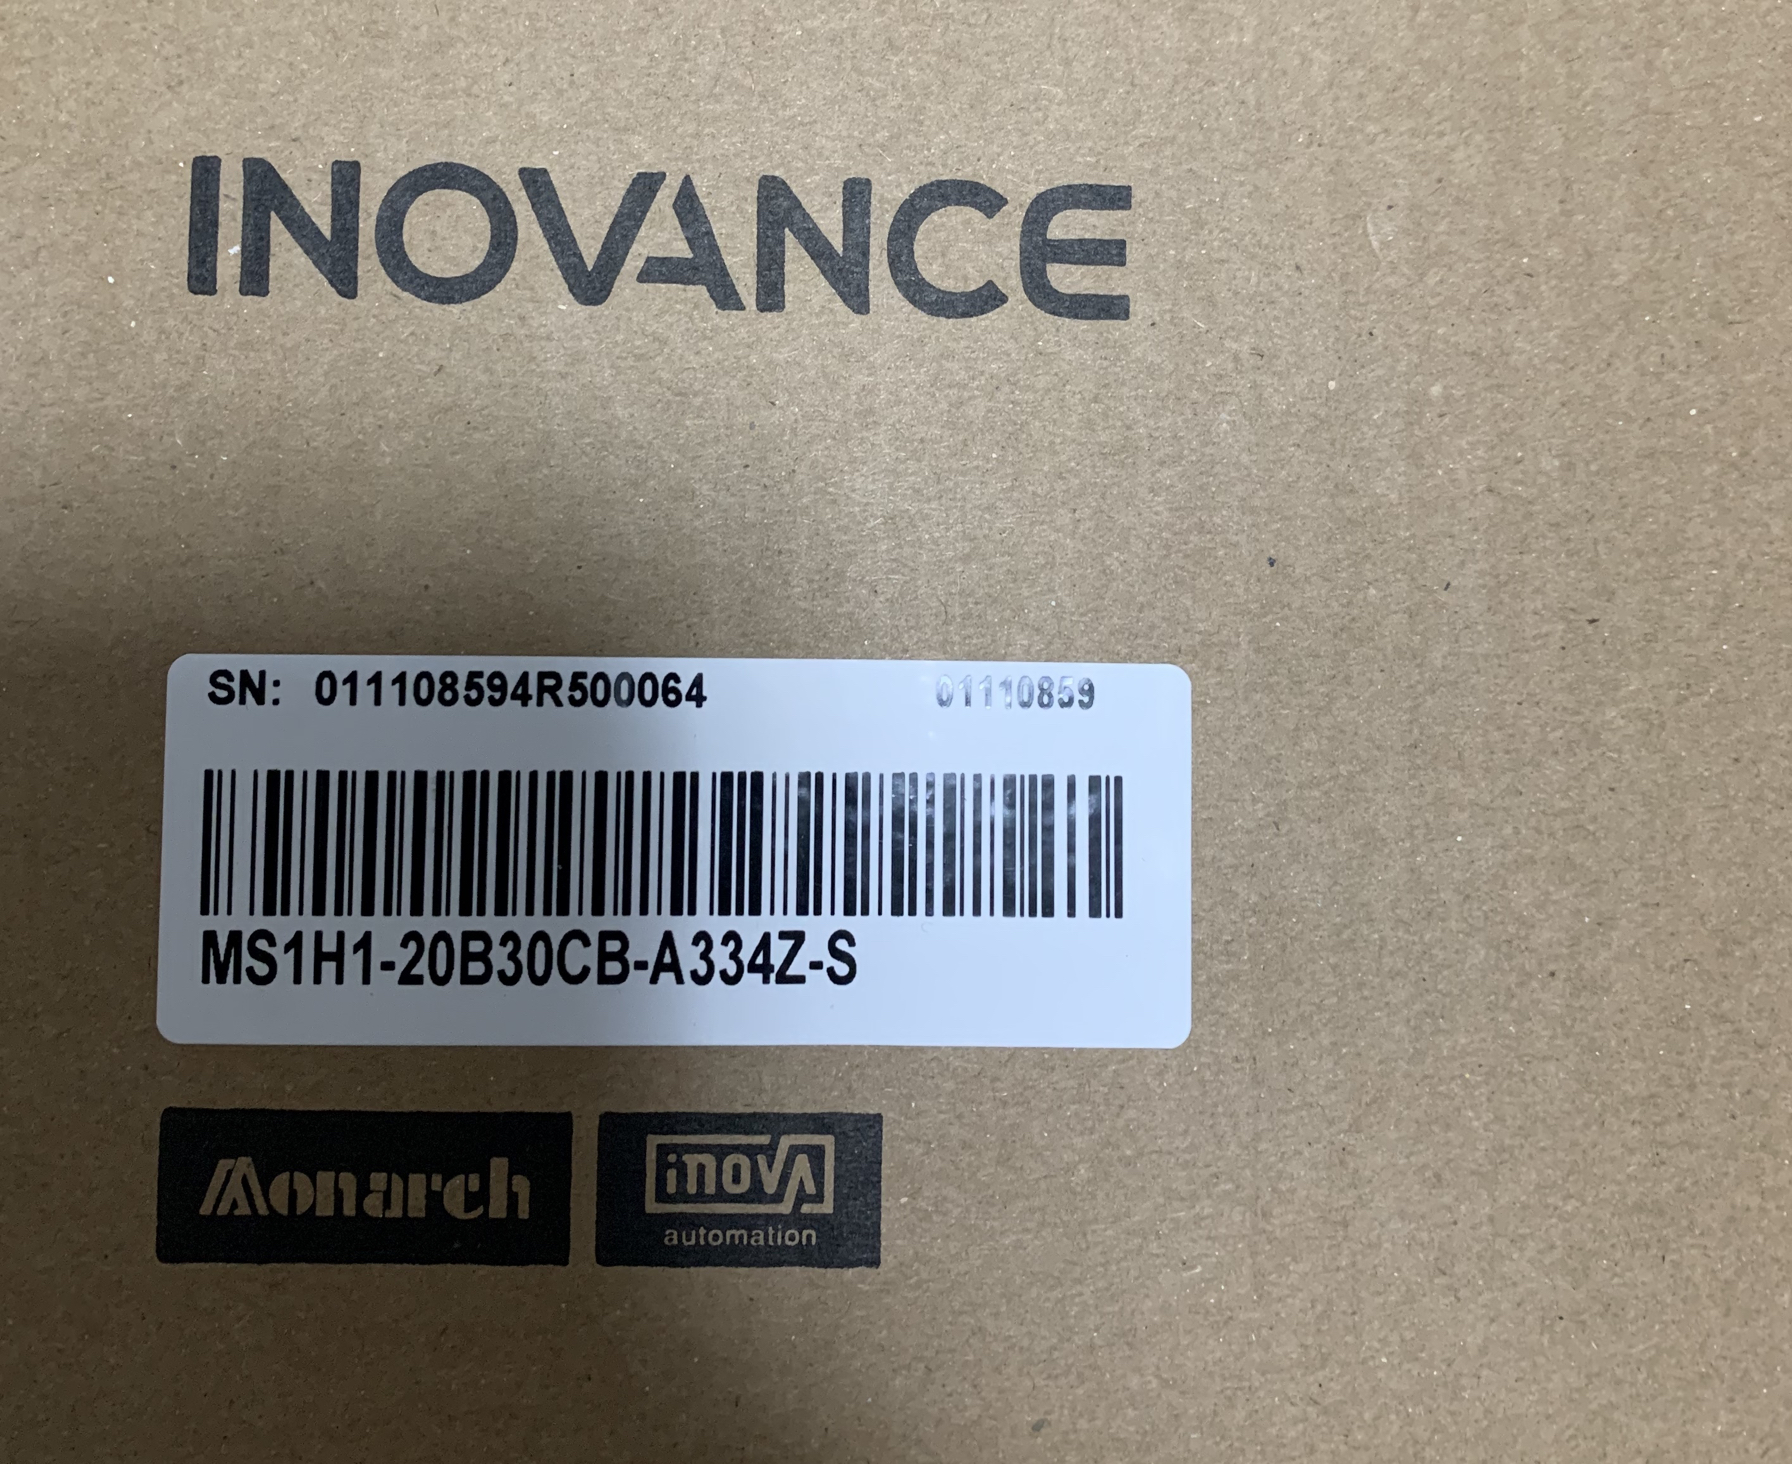 INOVANCE
SN: 011108594R500064 01110859
MS1H1-20B30CB-A334Z-S
Monarch inovA
automation